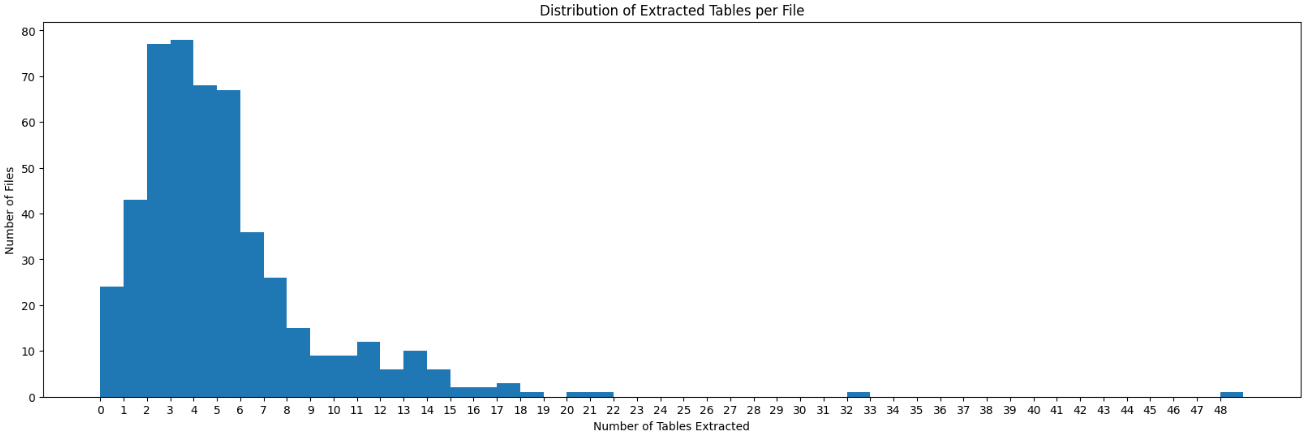 Distribution of Extracted Tables per File
80
70
60
50
40
30
20
10
0
Number of Files
0 1 2 3 4 5 6 7 8 9 10 11 12 13 14 15 16 17 18 19 20 21 22 23 24 25 26 27 28 29 30 31 32 33 34 35 36 37 38 39 40 41 42 43 44 45 46 47 48
Number of Tables Extracted